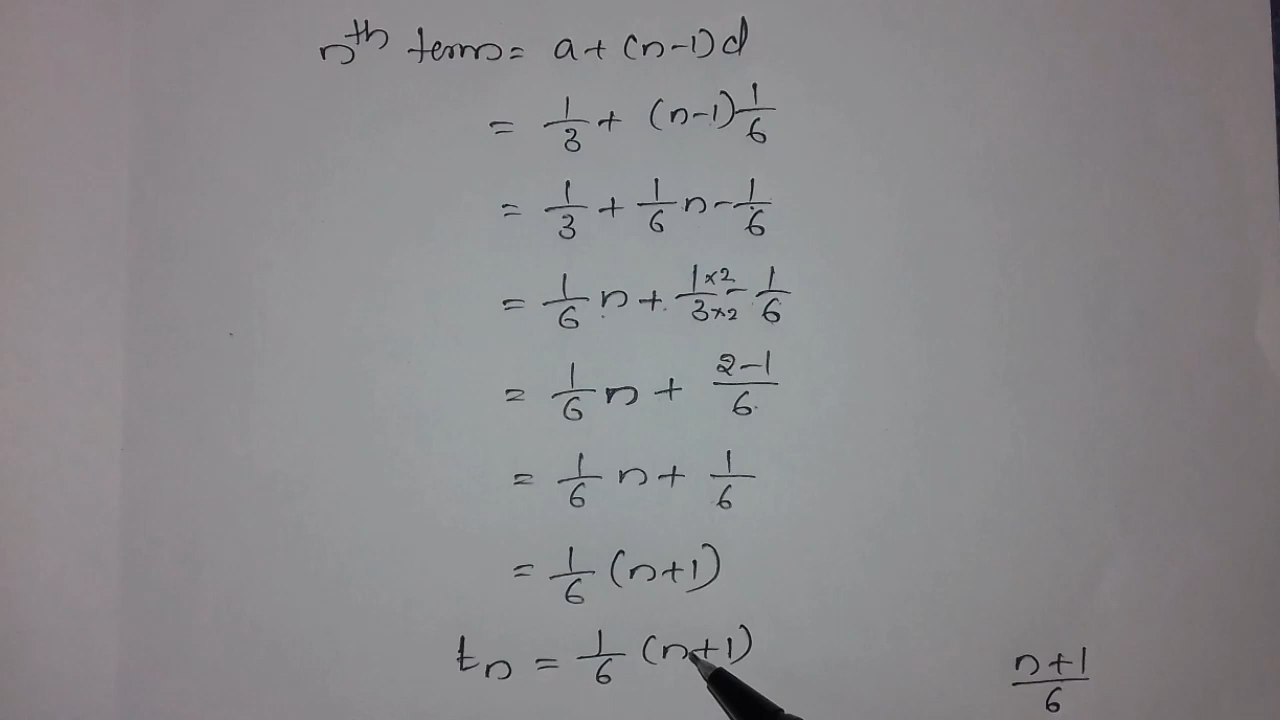 nth term = a + (n-1)d
= 1/3 + (n-1) 1/6
= 1/3 + 1/6 n - 1/6
= 1/6 n + 1×2/3×2 - 1/6
= 1/6 n + 2-1/6
= 1/6 n + 1/6
= 1/6 (n+1)
tn = 1/6 (n+1)
n+1/6